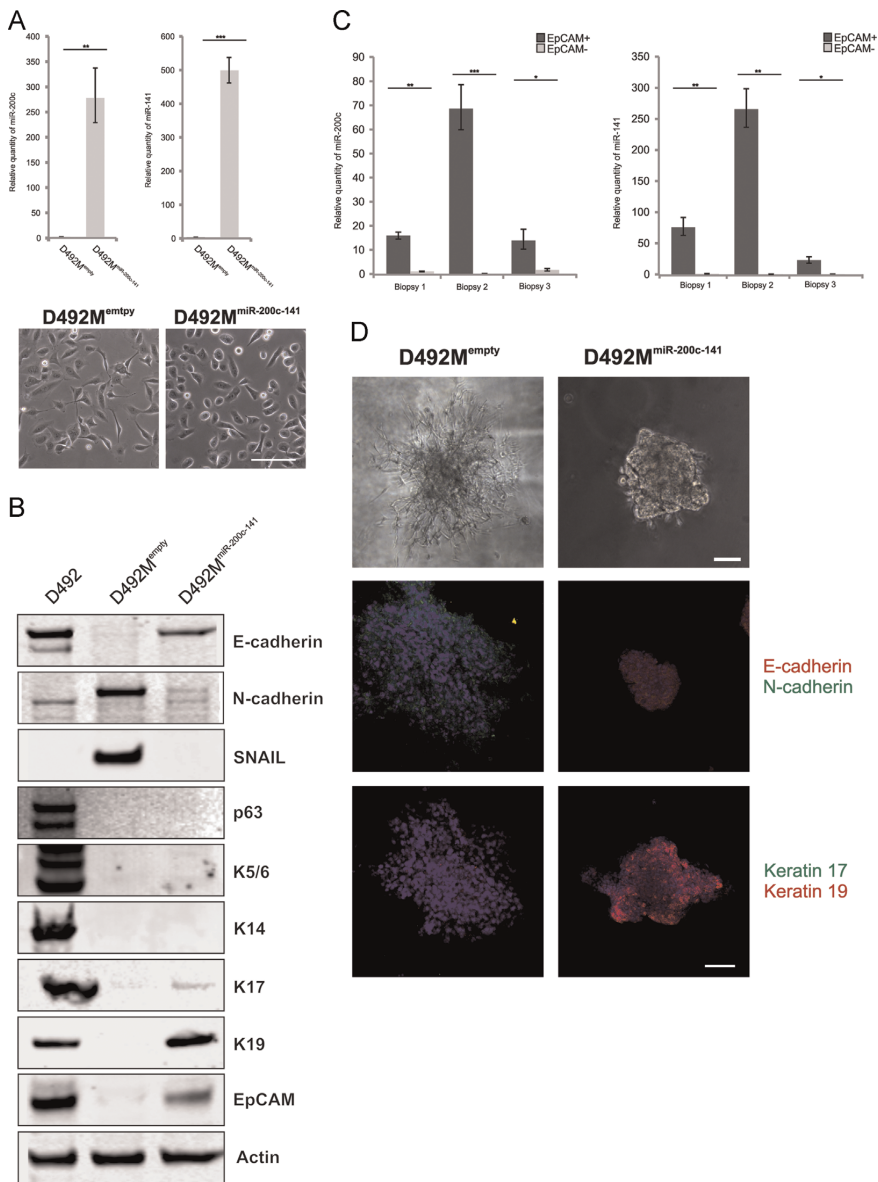 A
Relative quantity of miR-200c
400
350
300
250
200
150
100
50
0
**
D492Mempty
D492MmiR-200c-141
Relative quantity of miR-141
600
500
400
300
200
100
0
***
D492Mempty
D492MmiR-200c-141
D492Memtpy
D492MmiR-200c-141
B
D492
D492Mempty
D492MmiR-200c-141
E-cadherin
N-cadherin
SNAIL
p63
K5/6
K14
K17
K19
EpCAM
Actin
C
EpCAM+
EpCAM-
Relative quantity of miR-200c
90
80
70
60
50
40
30
20
10
0
**
***
*
Biopsy 1
Biopsy 2
Biopsy 3
EpCAM+
EpCAM-
Relative quantity of miR-141
350
300
250
200
150
100
50
0
**
**
*
Biopsy 1
Biopsy 2
Biopsy 3
D
D492Mempty
D492MmiR-200c-141
E-cadherin
N-cadherin
Keratin 17
Keratin 19